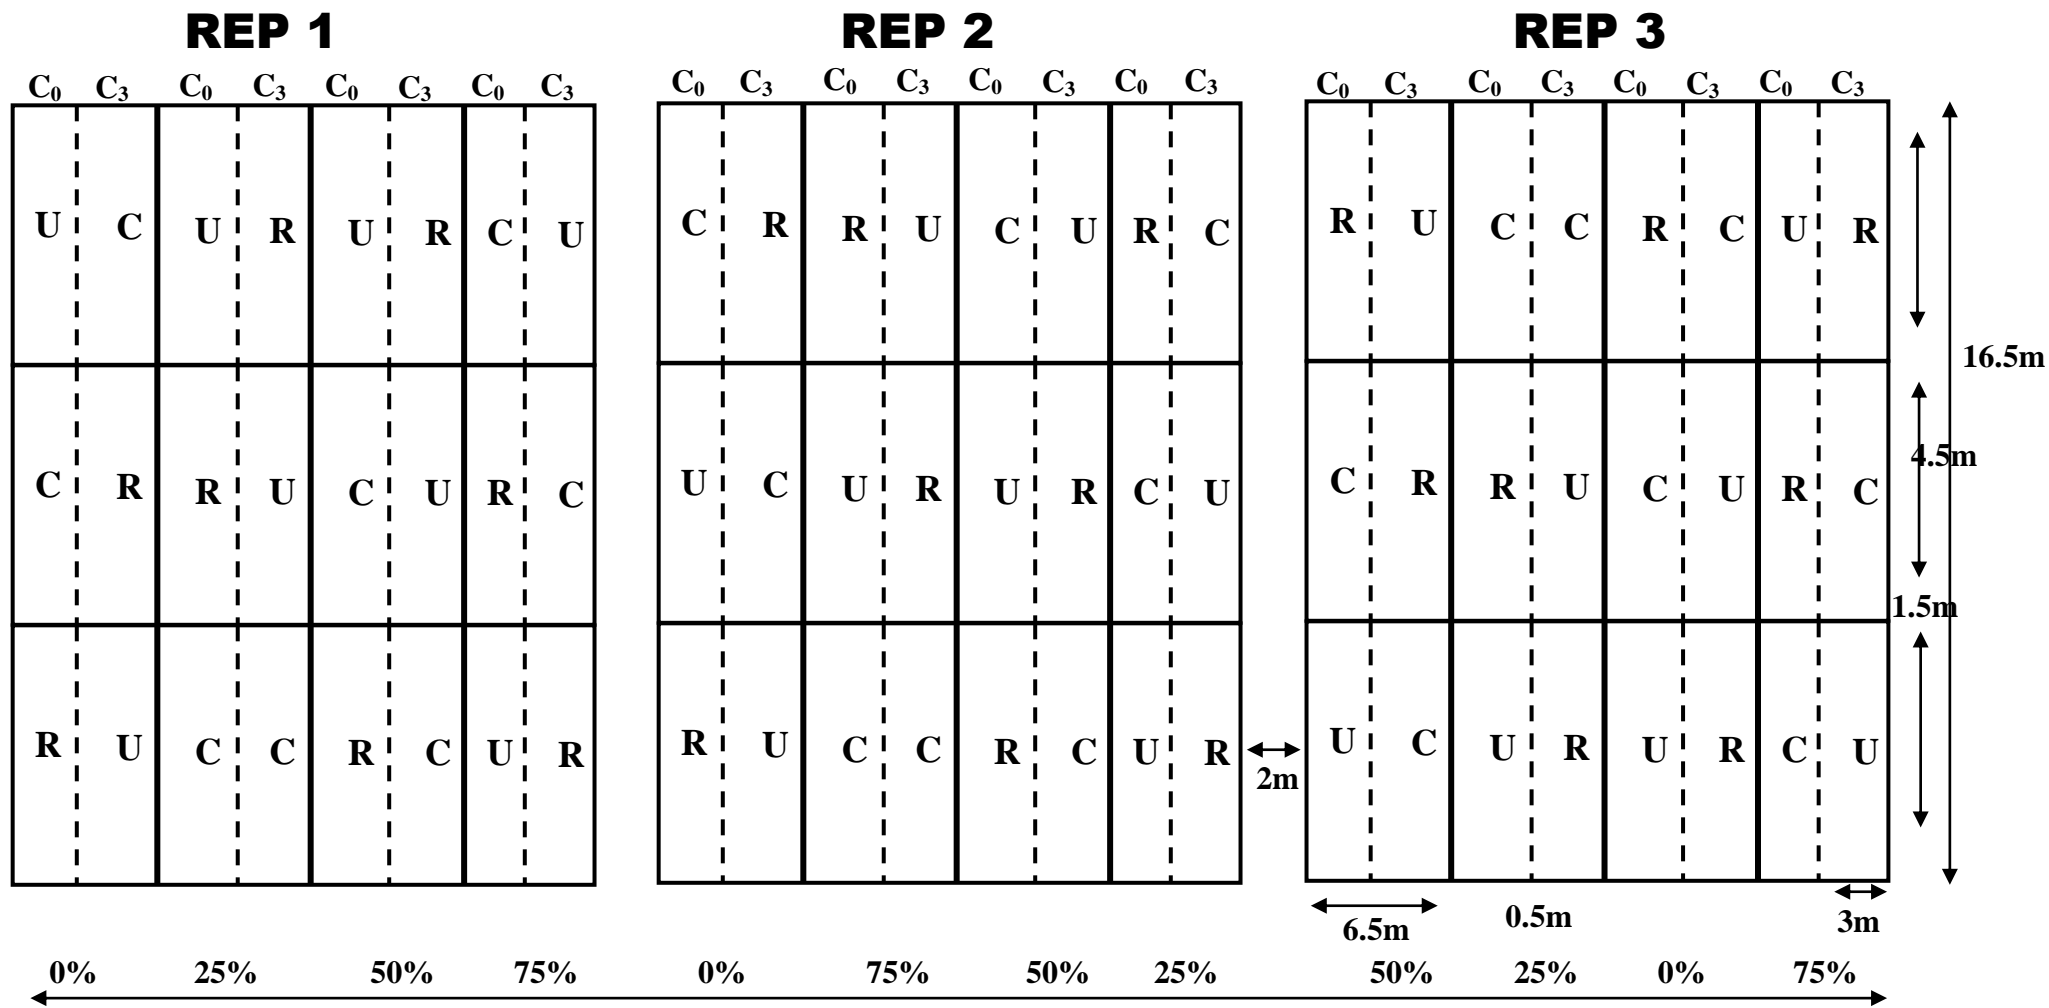 REP 1 REP 2 REP 3
C₀ C₃ C₀ C₃ C₀ C₃ C₀ C₃ C₀ C₃ C₀ C₃ C₀ C₃ C₀ C₃ C₀ C₃ C₀ C₃ C₀ C₃ C₀ C₃
U C U R U R C U C R R U C U R C R U C C R C U R
16.5m
4.5m
C R R U C U R C U C U R U R C U C R R U C U R C
1.5m
R U C C R C U R R U C C R C U R U C U R U R C U
2m
6.5m 0.5m 3m
0% 25% 50% 75% 0% 75% 50% 25% 50% 25% 0% 75%